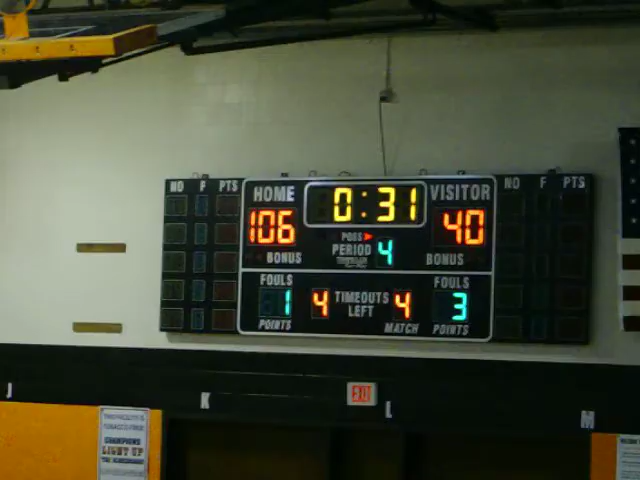 NO F PTS
HOME
0:31
VISITOR
NO F PTS
106
POSS
40
PERIOD 4
BONUS
BONUS
FOULS
FOULS
1
4
TIMEOUTS
LEFT
4
3
POINTS
MATCH
POINTS
J
K
L
M
CHAMPIONS
LIGHT UP